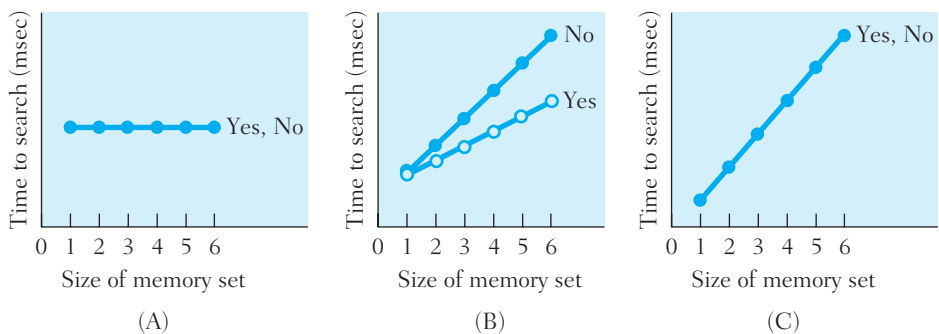 Time to search (msec)
Yes, No
0 1 2 3 4 5 6
Size of memory set
(A)
Time to search (msec)
No
Yes
0 1 2 3 4 5 6
Size of memory set
(B)
Time to search (msec)
Yes, No
0 1 2 3 4 5 6
Size of memory set
(C)